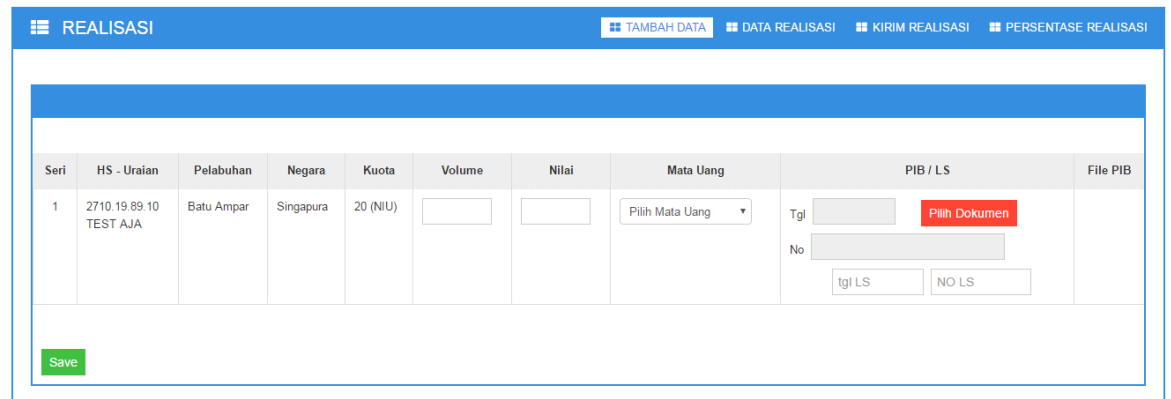 REALISASI
TAMBAH DATA DATA REALISASI KIRIM REALISASI PERSENTASE REALISASI
Seri HS - Uraian Pelabuhan Negara Kuota Volume Nilai Mata Uang PIB / LS File PIB
1 2710.19.89.10 Batu Ampar Singapura 20 (NIU) Pilih Mata Uang Tgl Pilih Dokumen
TEST AJA
No
tgl LS NO LS
Save